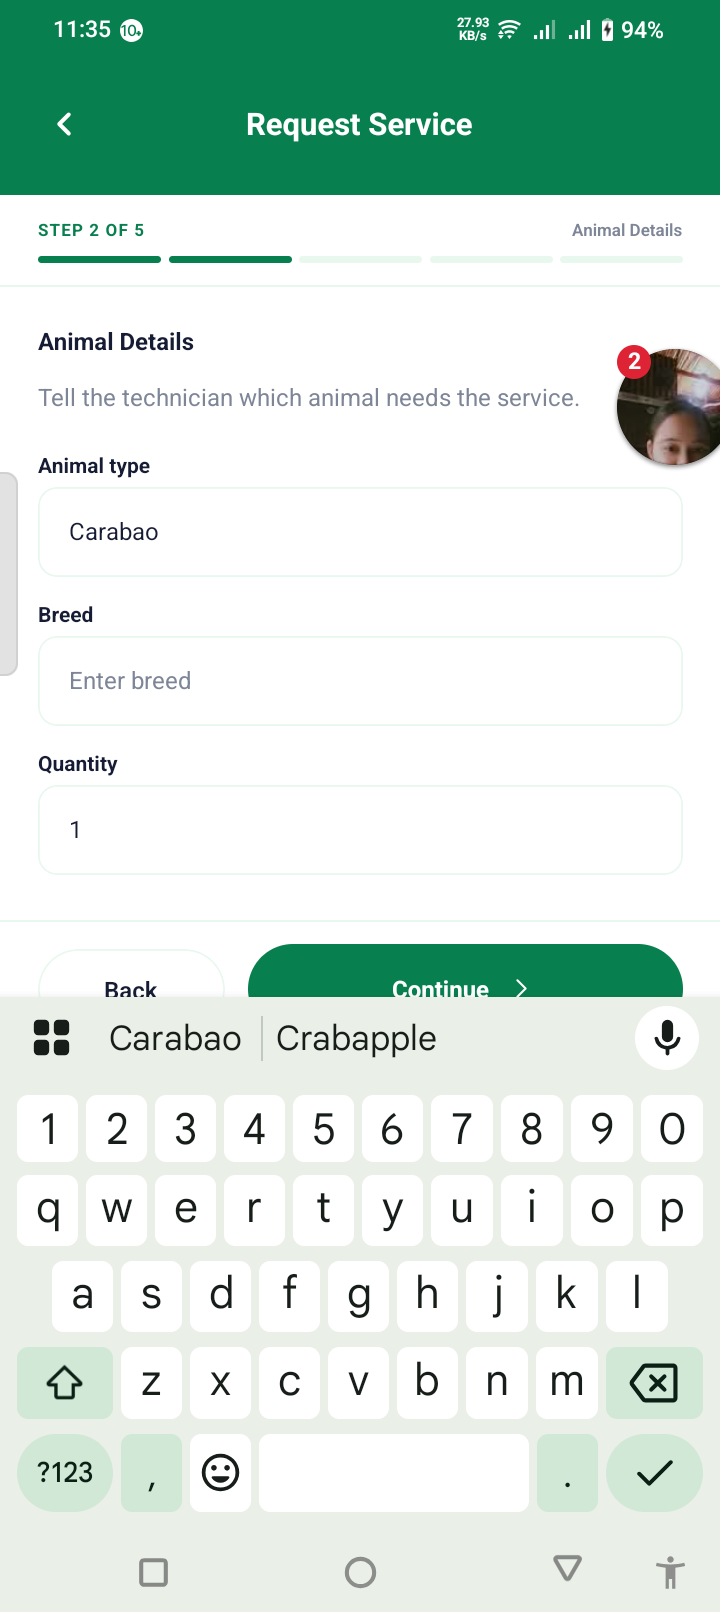 11:35 10+ 27.93 KB/s 94%
Request Service
STEP 2 OF 5 Animal Details
Animal Details
Tell the technician which animal needs the service.
2
Animal type
Carabao
Breed
Enter breed
Quantity
1
Back Continue
Carabao Crabapple
1 2 3 4 5 6 7 8 9 0
q w e r t y u i o p
a s d f g h j k l
z x c v b n m
?123 , .